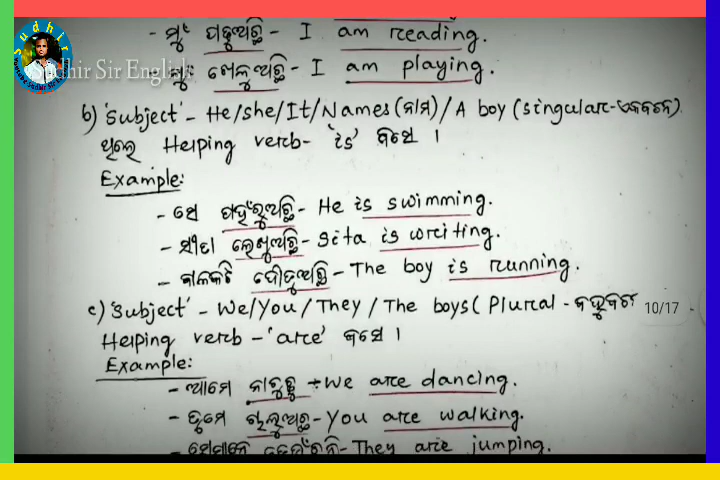 - ମୁଁ ପଢୁଅଛି - I am reading.
Sudhir
Sudhir Sir English
ମୁଁ ଖେଳୁଅଛି - I am playing.
b) 'Subject' - He/she/It/Names (ନାମ) / A boy (singular-ଏକବଚନ)
ଥିଲେ Helping verb- 'is' ବସେ ।
Example:
- ସେ ପହଁରୁଅଛି - He is swimming.
- ସୀତା ଲେଖୁଅଛି - Sita is writing.
- ବାଳକଟି ଦୌଡୁଅଛି - The boy is running.
c) 'Subject' - We/You/They/The boys (Plural - ବହୁବଚନ
10/17
Helping verb - 'are' ବସେ ।
Example:
- ଆମେ ନାଚୁଛୁ - We are dancing.
- ତୁମେ ଚାଲୁଅଛ - You are walking.
- ସେମାନେ - They are jumping.